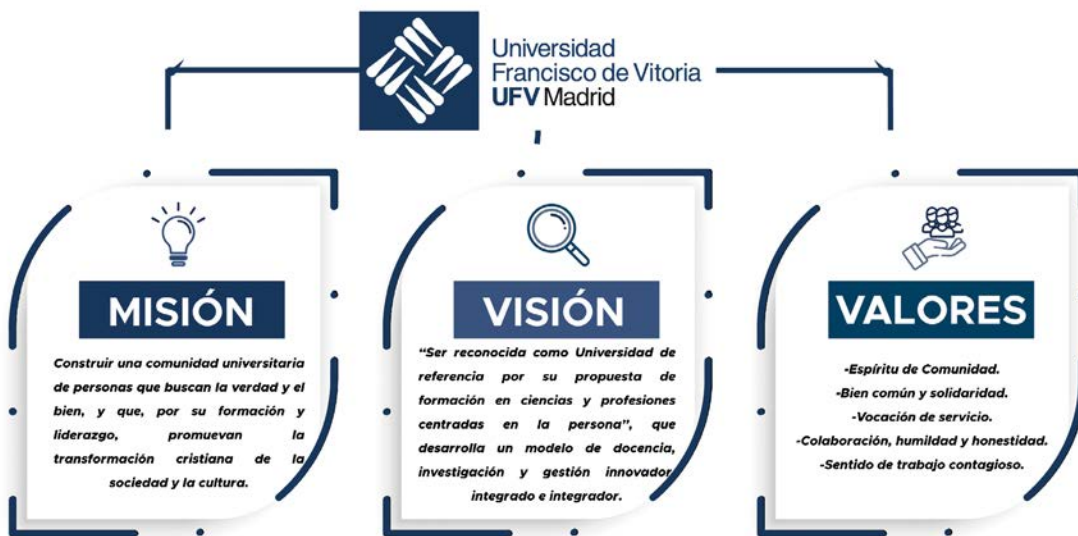 Universidad
Francisco de Vitoria
UFV Madrid
MISIÓN
Construir una comunidad universitaria
de personas que buscan la verdad y el
bien, y que, por su formación y
liderazgo, promuevan la
transformación cristiana de la
sociedad y la cultura.
VISIÓN
“Ser reconocida como Universidad de
referencia por su propuesta de
formación en ciencias y profesiones
centradas en la persona”, que
desarrolla un modelo de docencia,
investigación y gestión innovador,
integrado e integrador.
VALORES
-Espíritu de Comunidad.
-Bien común y solidaridad.
-Vocación de servicio.
-Colaboración, humildad y honestidad.
-Sentido de trabajo contagioso.